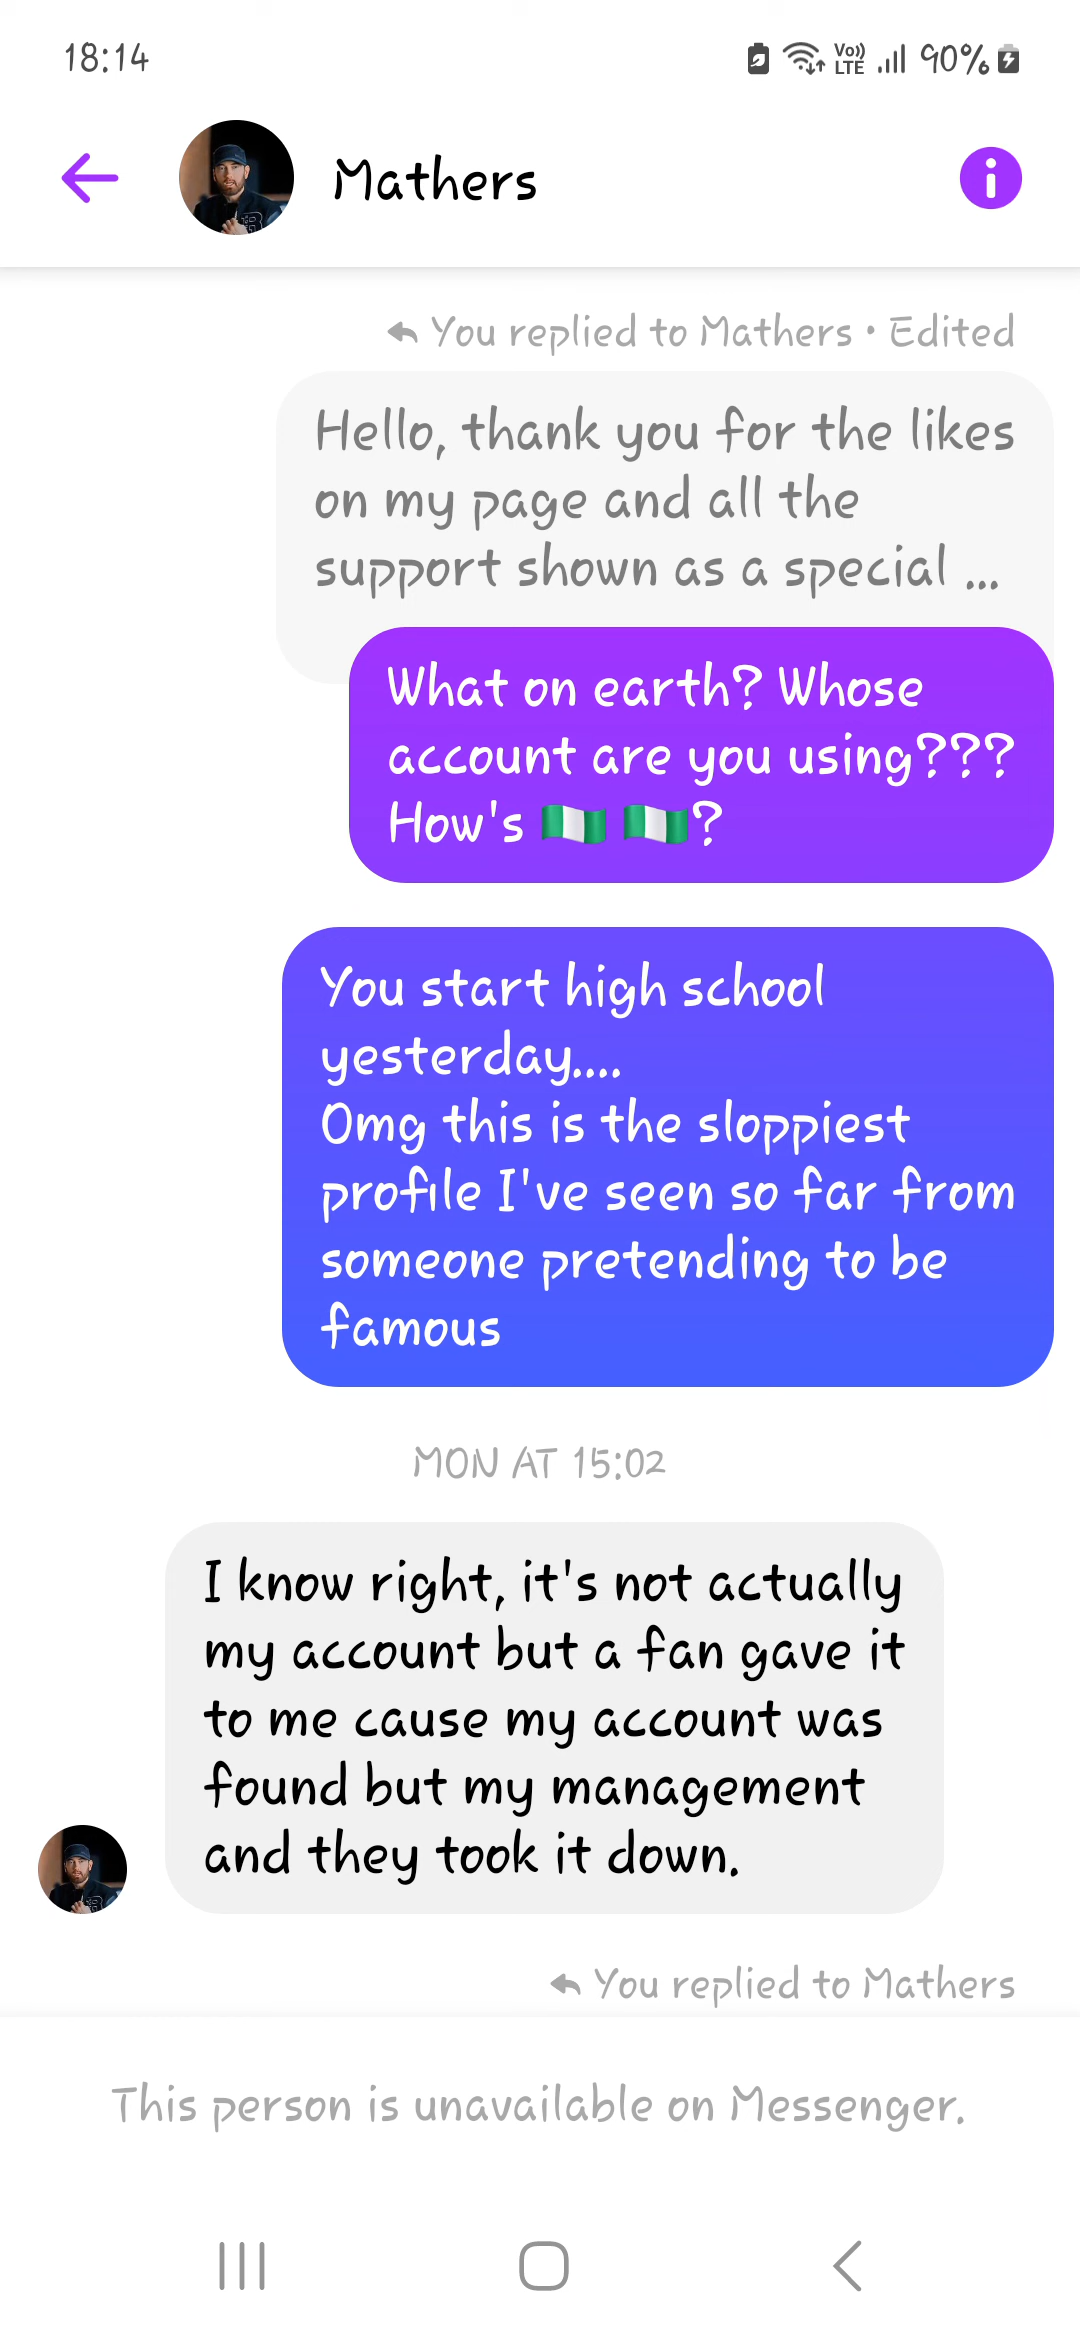 18:14
Vo))
LTE
90%
Mathers
You replied to Mathers • Edited
Hello, thank you for the likes
on my page and all the
support shown as a special ...
What on earth? Whose
account are you using???
How's 🇳🇬 🇳🇬?
You start high school
yesterday....
Omg this is the sloppiest
profile I've seen so far from
someone pretending to be
famous
MON AT 15:02
I know right, it's not actually
my account but a fan gave it
to me cause my account was
found but my management
and they took it down.
You replied to Mathers
This person is unavailable on Messenger.